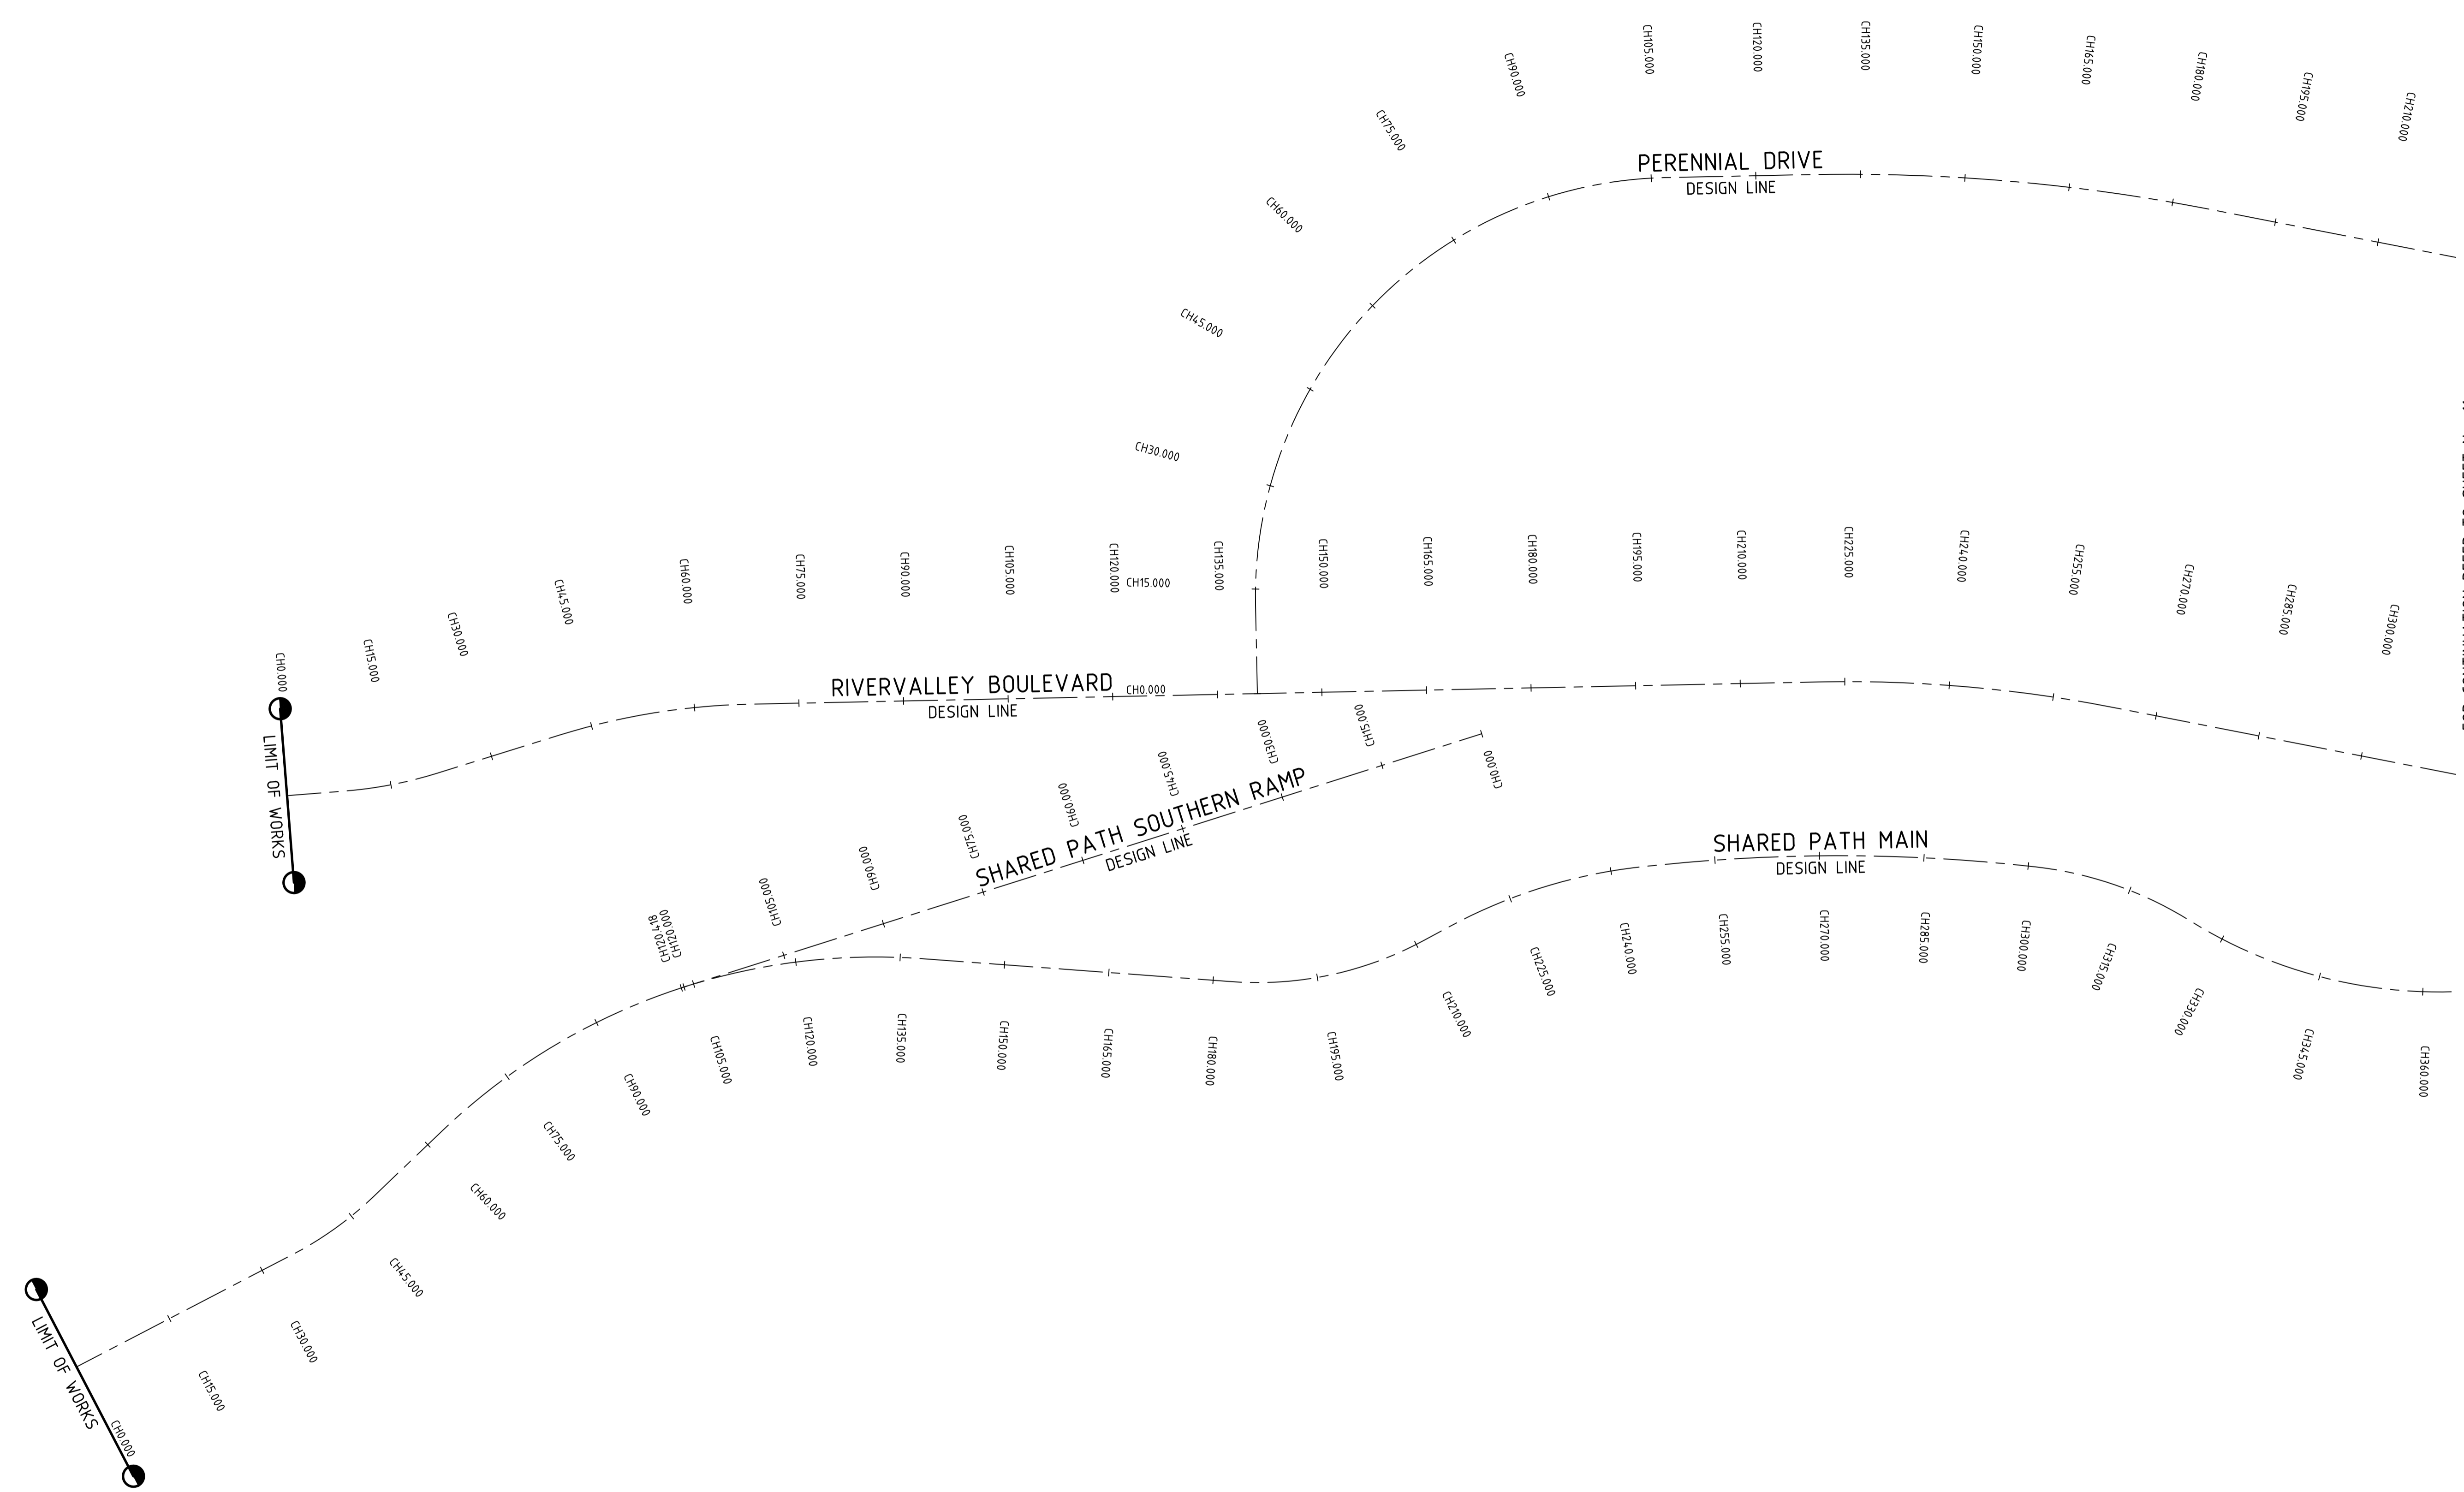 CH105.000
CH120.000
CH135.000
CH150.000
CH165.000
CH180.000
CH195.000
CH210.000
CH90.000
CH75.000
CH60.000
CH45.000
CH30.000
CH15.000
CH0.000
PERENNIAL DRIVE
DESIGN LINE
CH0.000
CH15.000
CH30.000
CH45.000
CH60.000
CH75.000
CH90.000
CH105.000
CH120.000
CH135.000
CH150.000
CH165.000
CH180.000
CH195.000
CH210.000
CH225.000
CH240.000
CH255.000
CH270.000
CH285.000
CH300.000
RIVERVALLEY BOULEVARD
DESIGN LINE
LIMIT OF WORKS
CH0.000
CH15.000
CH30.000
CH45.000
CH60.000
CH75.000
CH90.000
CH105.000
CH120.000
CH120.418
SHARED PATH SOUTHERN RAMP
DESIGN LINE
SHARED PATH MAIN
DESIGN LINE
CH0.000
CH15.000
CH30.000
CH45.000
CH60.000
CH75.000
CH90.000
CH105.000
CH120.000
CH135.000
CH150.000
CH165.000
CH180.000
CH195.000
CH210.000
CH225.000
CH240.000
CH255.000
CH270.000
CH285.000
CH300.000
CH315.000
CH330.000
CH345.000
CH360.000
LIMIT OF WORKS